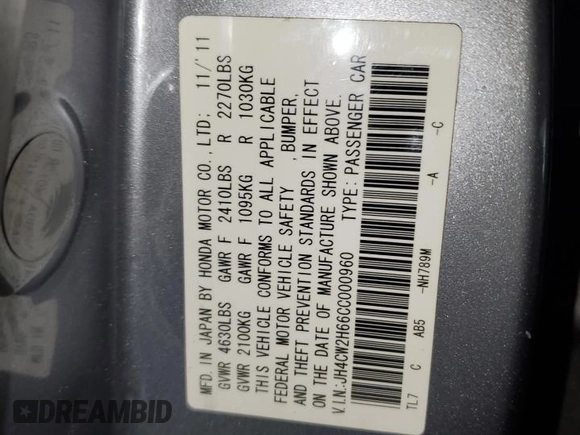 MFD. IN JAPAN BY HONDA MOTOR CO.,LTD; 11/'11
GVWR 4630LBS GAWR F 2410LBS R 2270LBS
GVWR 2100KG GAWR F 1095KG R 1030KG
THIS VEHICLE CONFORMS TO ALL APPLICABLE
FEDERAL MOTOR VEHICLE SAFETY ,BUMPER,
AND THEFT PREVENTION STANDARDS IN EFFECT
ON THE DATE OF MANUFACTURE SHOWN ABOVE.
V.I.N:JH4CW2H66CC000960 TYPE:PASSENGER CAR
TL7 C AB5 -NH789M -A -C
DREAMBID